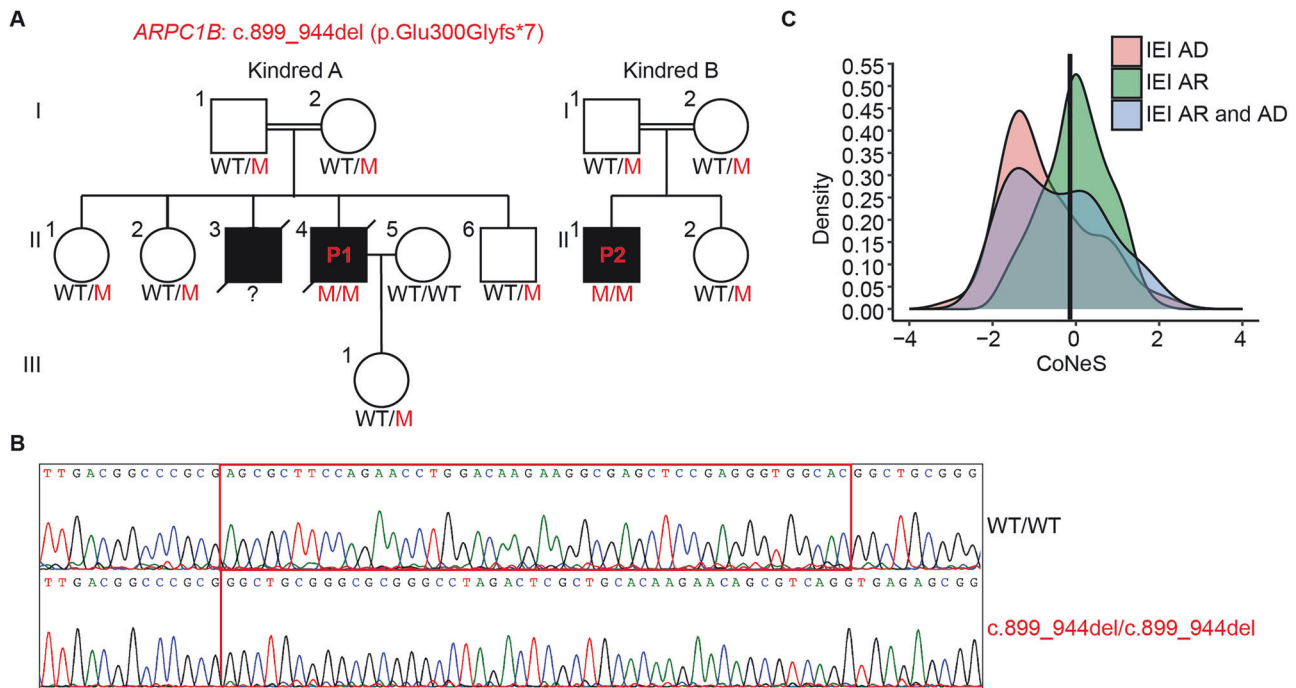 A
ARPC1B: c.899_944del (p.Glu300Glyfs*7)
Kindred A
Kindred B
I
1
2
I
1
2
WT/M
WT/M
WT/M
WT/M
II
1
2
3
4
P1
5
6
II
1
P2
2
WT/M
WT/M
?
M/M
WT/WT
WT/M
M/M
WT/M
III
1
WT/M
C
IEI AD
IEI AR
IEI AR and AD
Density
0.55
0.50
0.45
0.40
0.35
0.30
0.25
0.20
0.15
0.10
0.05
0.00
−4 −2 0 2 4
CoNeS
B
TTGACGGCCCGCGAGCGCTTCCAGAACCTGGACAAGAAGGCGAGCTCCGAGGGTGGCACGGCTGCGGG
WT/WT
TTGACGGCCCGCGGGCTGCGGGCGCGGGCCTAGACTCGCTGCACAAGAACAGCGTCAGGTGAGAGCGG
c.899_944del/c.899_944del